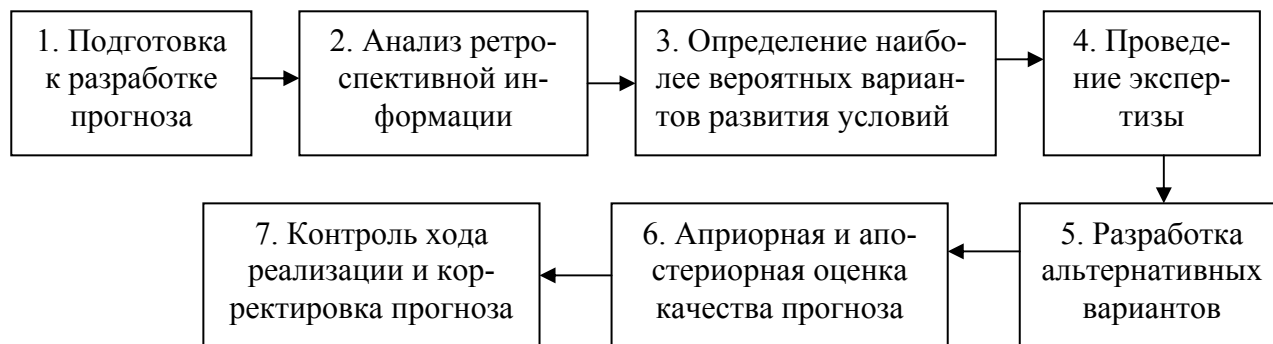 1. Подготовка
к разработке
прогноза
2. Анализ ретро-
спективной ин-
формации
3. Определение наибо-
лее вероятных вариан-
тов развития условий
4. Проведе-
ние экспер-
тизы
5. Разработка
альтернативных
вариантов
6. Априорная и апо-
стериорная оценка
качества прогноза
7. Контроль хода
реализации и кор-
ректировка прогноза